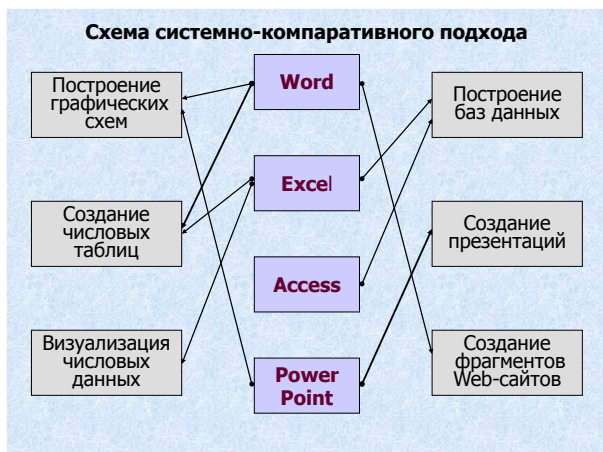 Схема системно-компаративного подхода
Построение
графических
схем
Создание
числовых
таблиц
Визуализация
числовых
данных
Word
Excel
Access
Power
Point
Построение
баз данных
Создание
презентаций
Создание
фрагментов
Web-сайтов